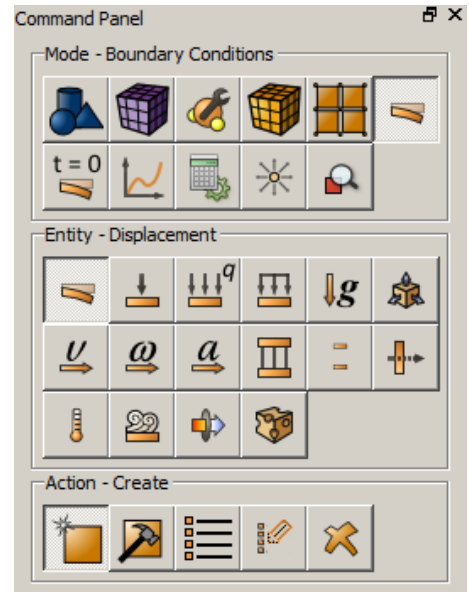 Command Panel
Mode - Boundary Conditions
t = 0
Entity - Displacement
q
g
υ ω a
Action - Create